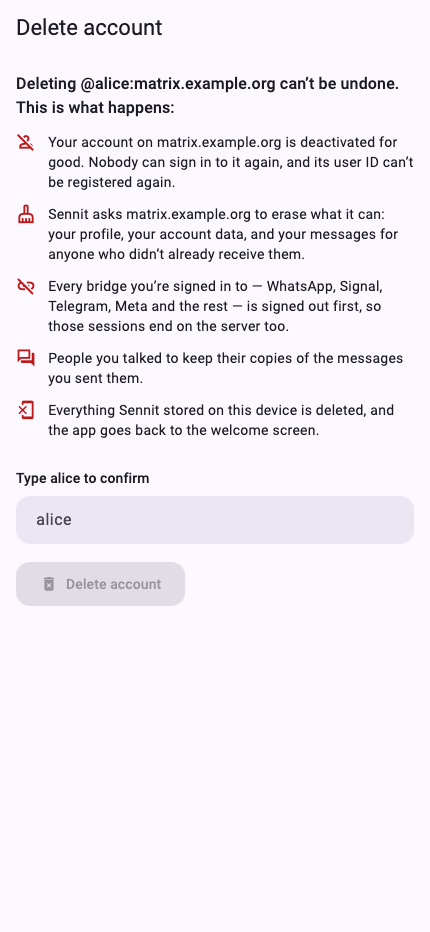 Delete account
Deleting @alice:matrix.example.org can’t be undone.
This is what happens:
Your account on matrix.example.org is deactivated for
good. Nobody can sign in to it again, and its user ID can’t
be registered again.
Sennit asks matrix.example.org to erase what it can:
your profile, your account data, and your messages for
anyone who didn’t already receive them.
Every bridge you’re signed in to — WhatsApp, Signal,
Telegram, Meta and the rest — is signed out first, so
those sessions end on the server too.
People you talked to keep their copies of the messages
you sent them.
Everything Sennit stored on this device is deleted, and
the app goes back to the welcome screen.
Type alice to confirm
alice
Delete account